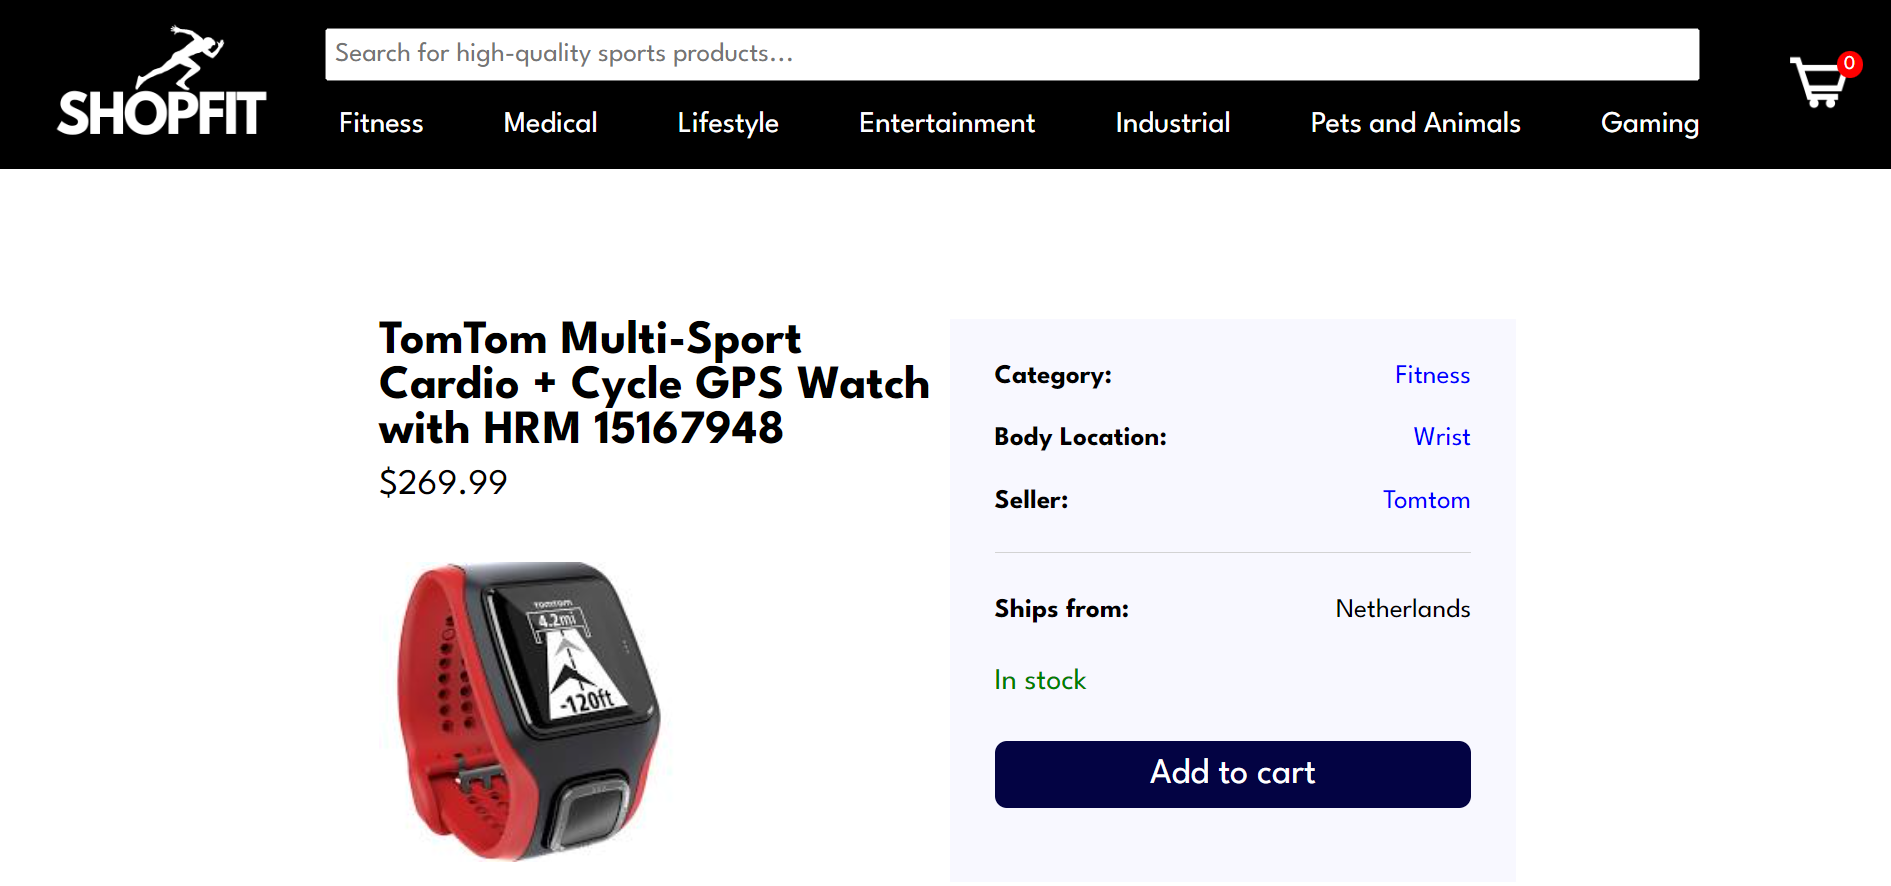 SHOPFIT
Search for high-quality sports products...
0
Fitness Medical Lifestyle Entertainment Industrial Pets and Animals Gaming
TomTom Multi-Sport
Cardio + Cycle GPS Watch
with HRM 15167948
$269.99
TOMTOM
4.2mi
-120ft
Category: Fitness
Body Location: Wrist
Seller: Tomtom
Ships from: Netherlands
In stock
Add to cart